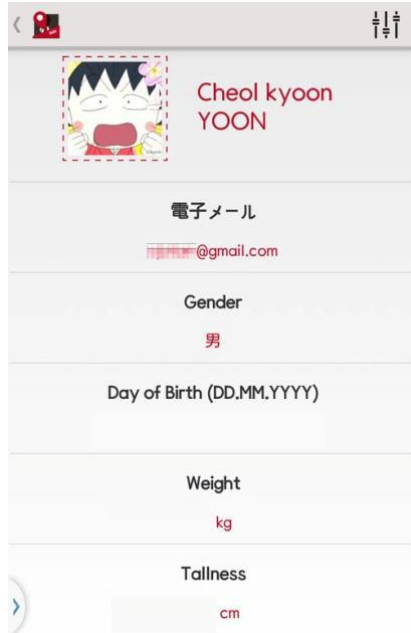 Cheol kyoon
YOON
電子メール
@gmail.com
Gender
男
Day of Birth (DD.MM.YYYY)
Weight
kg
Tallness
cm